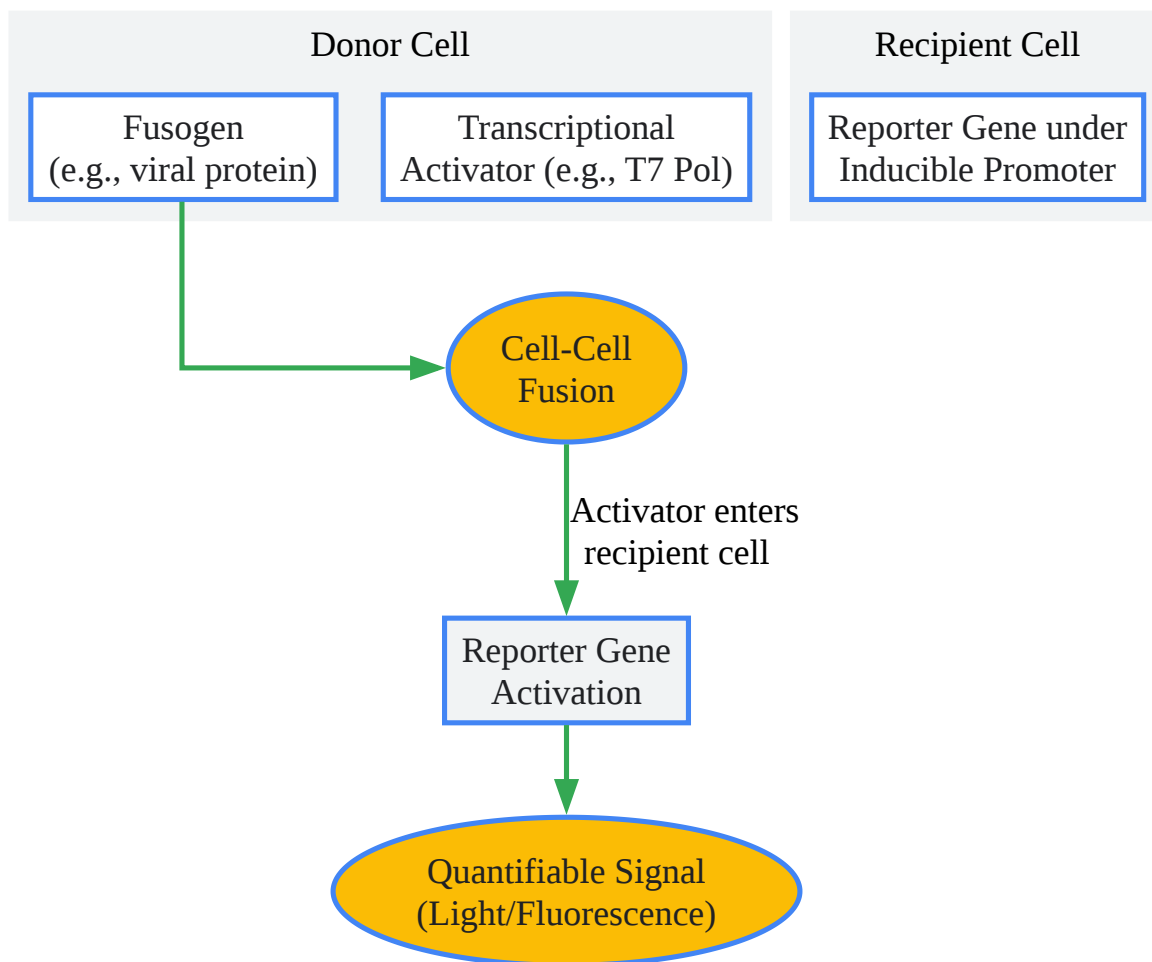 Donor Cell
Recipient Cell
Fusogen
(e.g., viral protein)
Transcriptional
Activator (e.g., T7 Pol)
Reporter Gene under
Inducible Promoter
Cell-Cell
Fusion
Activator enters
recipient cell
Reporter Gene
Activation
Quantifiable Signal
(Light/Fluorescence)